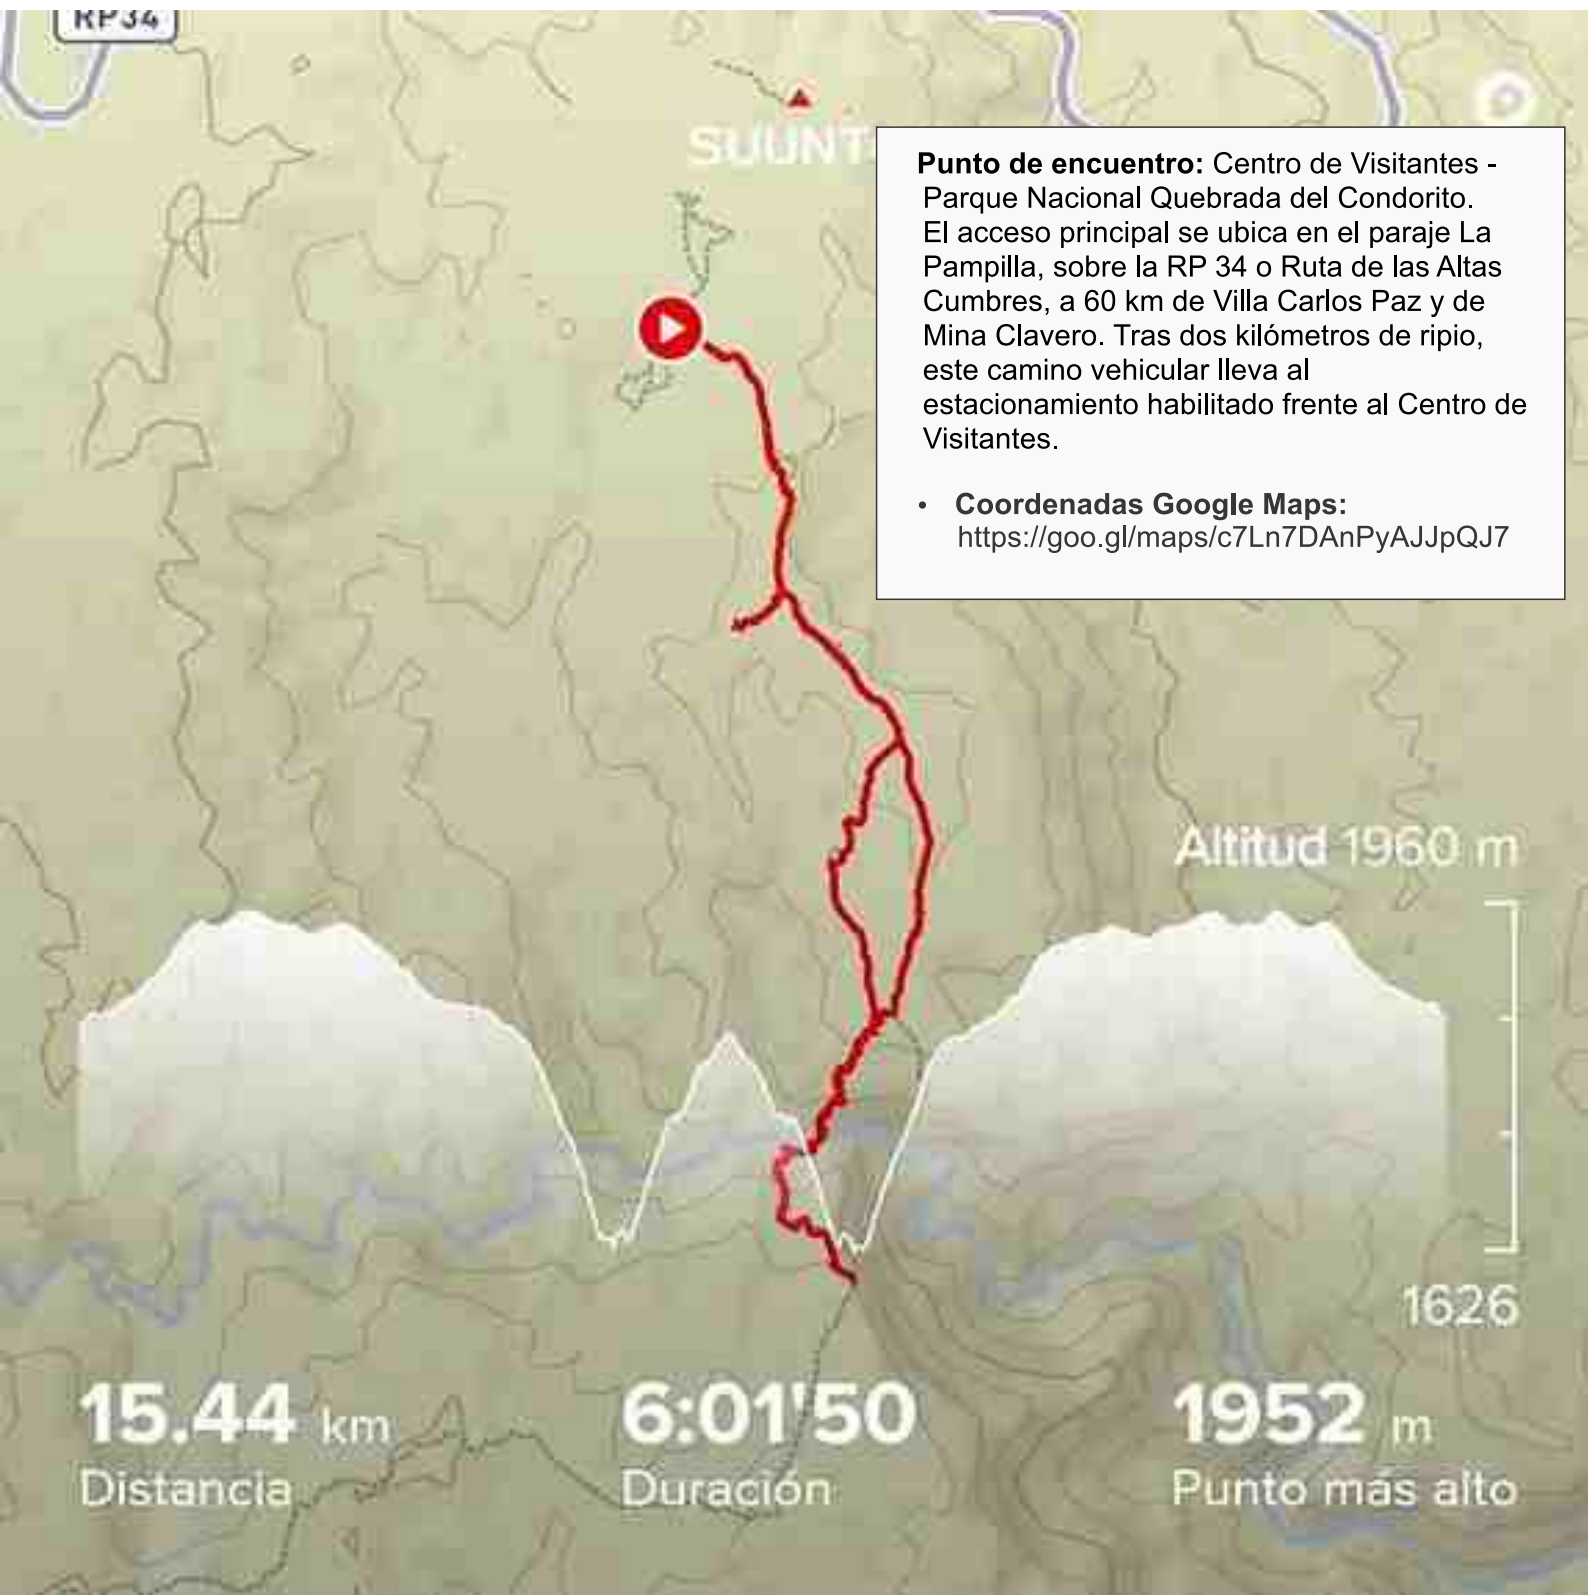 RP34
SUUNT
Punto de encuentro: Centro de Visitantes -
Parque Nacional Quebrada del Condorito.
El acceso principal se ubica en el paraje La
Pampilla, sobre la RP 34 o Ruta de las Altas
Cumbres, a 60 km de Villa Carlos Paz y de
Mina Clavero. Tras dos kilómetros de ripio,
este camino vehicular lleva al
estacionamiento habilitado frente al Centro de
Visitantes.
• Coordenadas Google Maps:
https://goo.gl/maps/c7Ln7DAnPyAJJpQJ7
Altitud 1960 m
1626
15.44 km
Distancia
6:01'50
Duración
1952 m
Punto más alto